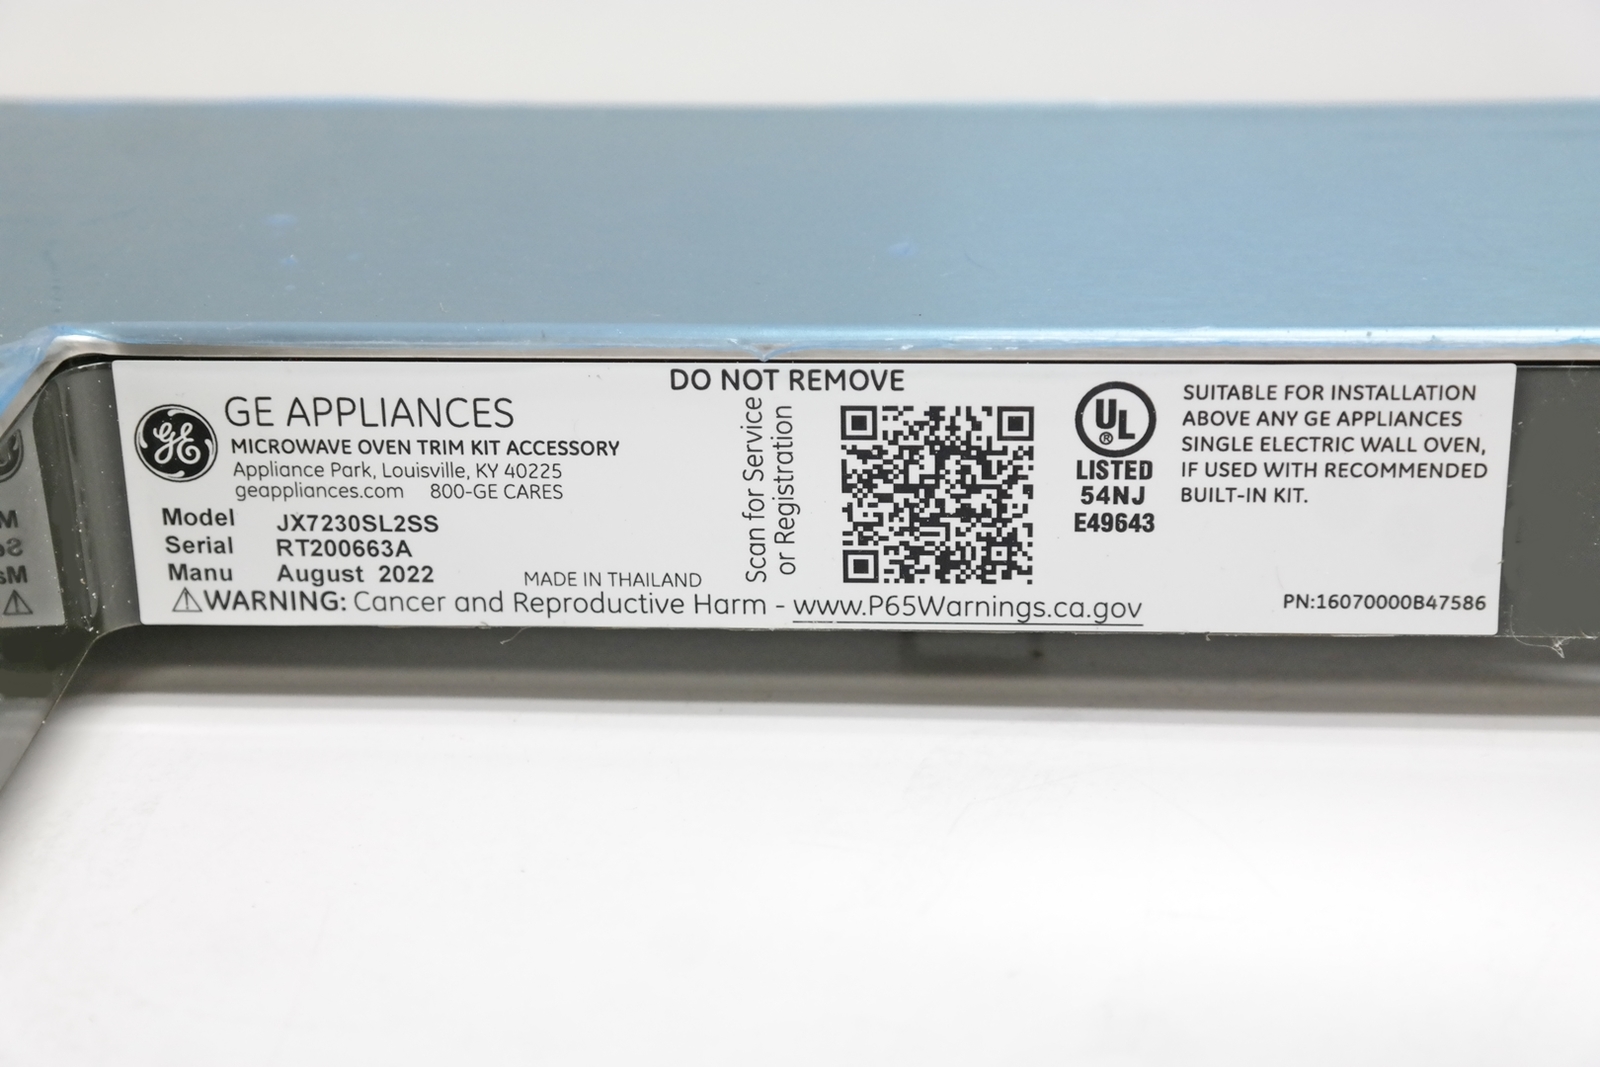 DO NOT REMOVE
GE
GE APPLIANCES
MICROWAVE OVEN TRIM KIT ACCESSORY
Appliance Park, Louisville, KY 40225
geappliances.com 800-GE CARES
Model JX7230SL2SS
Serial RT200663A
Manu August 2022
MADE IN THAILAND
Scan for Service
or Registration
UL
®
LISTED
54NJ
E49643
SUITABLE FOR INSTALLATION
ABOVE ANY GE APPLIANCES
SINGLE ELECTRIC WALL OVEN,
IF USED WITH RECOMMENDED
BUILT-IN KIT.
⚠WARNING: Cancer and Reproductive Harm - www.P65Warnings.ca.gov
PN:16070000B47586